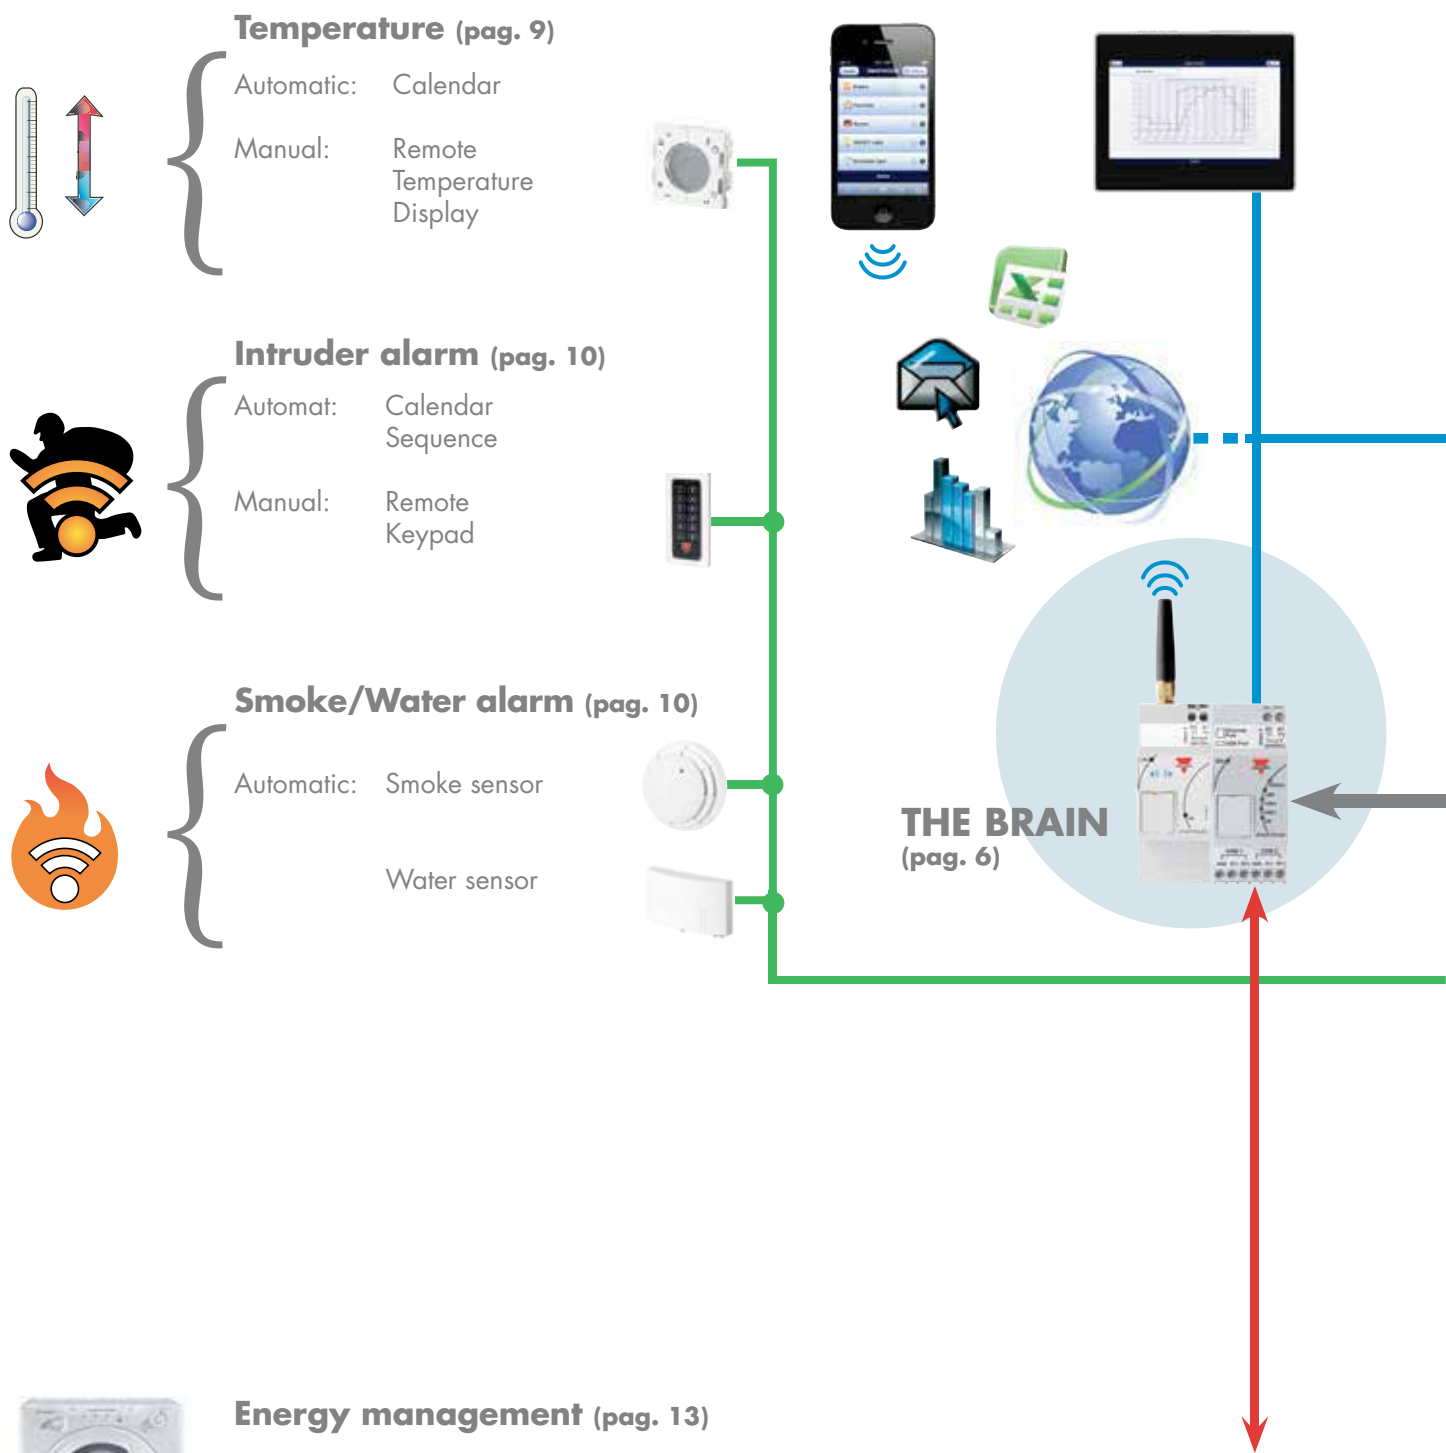 Temperature (pag. 9)
Automatic: Calendar
Manual: Remote
Temperature
Display
Intruder alarm (pag. 10)
Automat: Calendar
Sequence
Manual: Remote
Keypad
Smoke/Water alarm (pag. 10)
Automatic: Smoke sensor
Water sensor
THE BRAIN
(pag. 6)
Energy management (pag. 13)